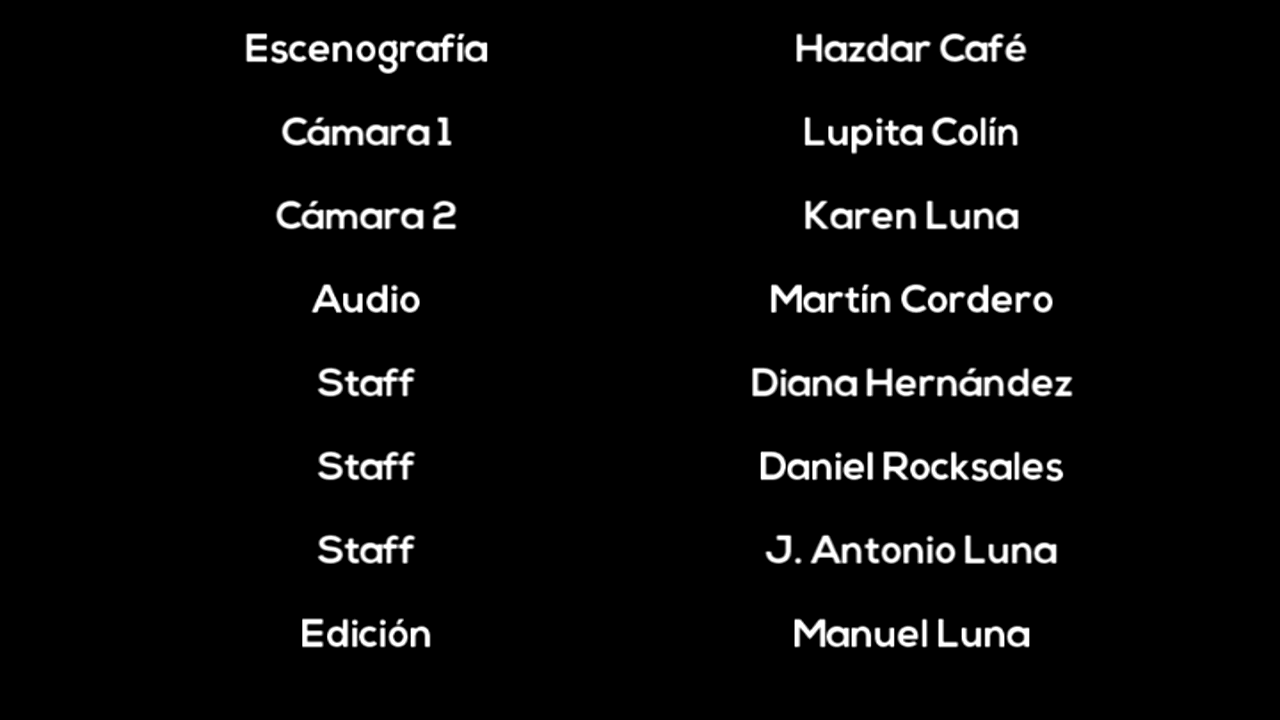 Escenografía Hazdar Café
Cámara 1 Lupita Colín
Cámara 2 Karen Luna
Audio Martín Cordero
Staff Diana Hernández
Staff Daniel Rocksales
Staff J. Antonio Luna
Edición Manuel Luna